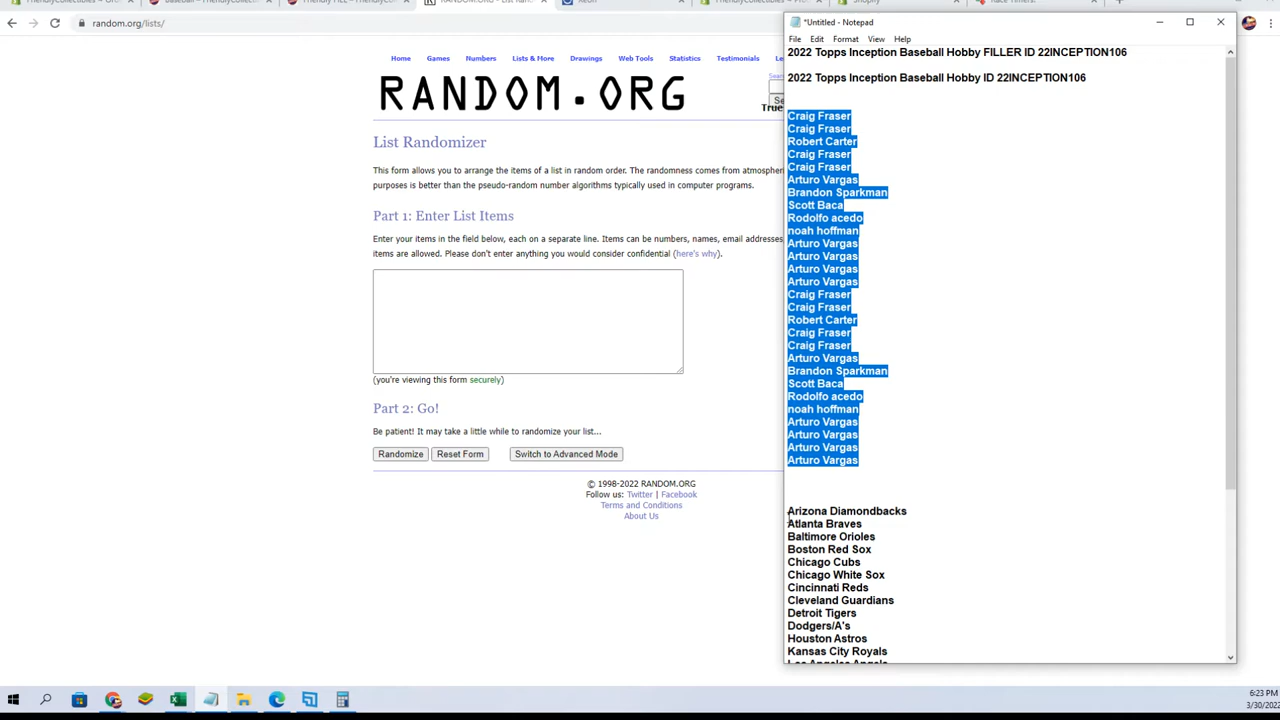 random.org/lists/
Home Games Numbers Lists & More Drawings Web Tools Statistics Testimonials
RANDOM.ORG
List Randomizer
This form allows you to arrange the items of a list in random order. The randomness comes from
purposes is better than the pseudo-random number algorithms typically used in computer programs.
Part 1: Enter List Items
Enter your items in the field below, each on a separate line. Items can be numbers, names, email addresses
items are allowed. Please don't enter anything you would consider confidential (here's why).
(you're viewing this form securely)
Part 2: Go!
Be patient! It may take a little while to randomize your list...
Randomize Reset Form Switch to Advanced Mode
© 1998-2022 RANDOM.ORG
Follow us: Twitter | Facebook
Terms and Conditions
About Us
*Untitled - Notepad
File Edit Format View Help
2022 Topps Inception Baseball Hobby FILLER ID 22INCEPTION106
2022 Topps Inception Baseball Hobby ID 22INCEPTION106
Craig Fraser
Craig Fraser
Robert Carter
Craig Fraser
Craig Fraser
Arturo Vargas
Brandon Sparkman
Scott Baca
Rodolfo acedo
noah hoffman
Arturo Vargas
Arturo Vargas
Arturo Vargas
Arturo Vargas
Craig Fraser
Craig Fraser
Robert Carter
Craig Fraser
Craig Fraser
Arturo Vargas
Brandon Sparkman
Scott Baca
Rodolfo acedo
noah hoffman
Arturo Vargas
Arturo Vargas
Arturo Vargas
Arturo Vargas
Arizona Diamondbacks
Atlanta Braves
Baltimore Orioles
Boston Red Sox
Chicago Cubs
Chicago White Sox
Cincinnati Reds
Cleveland Guardians
Detroit Tigers
Dodgers/A's
Houston Astros
Kansas City Royals
Los Angeles Angels
6:23 PM
3/30/202